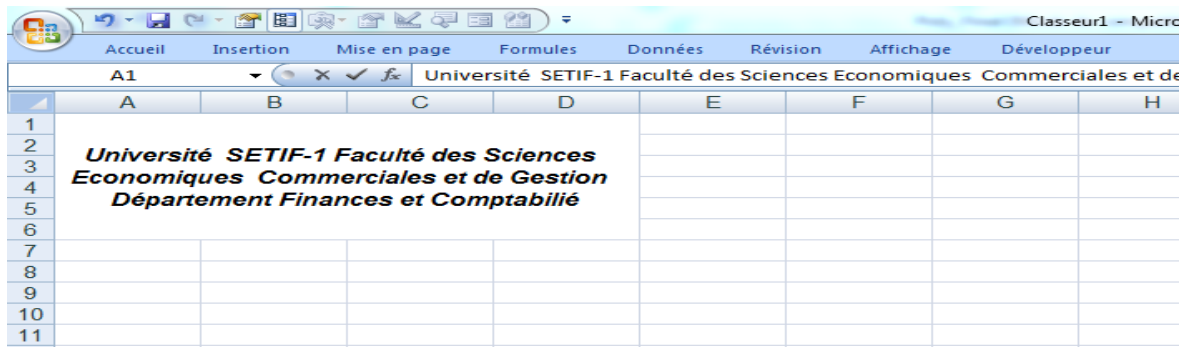 Classeur1 - Micro
Accueil Insertion Mise en page Formules Données Révision Affichage Développeur
A1 fx Université SETIF-1 Faculté des Sciences Economiques Commerciales et de
A B C D E F G H
1
2
3
4
5
6
7
8
9
10
11
Université SETIF-1 Faculté des Sciences
Economiques Commerciales et de Gestion
Département Finances et Comptabilié